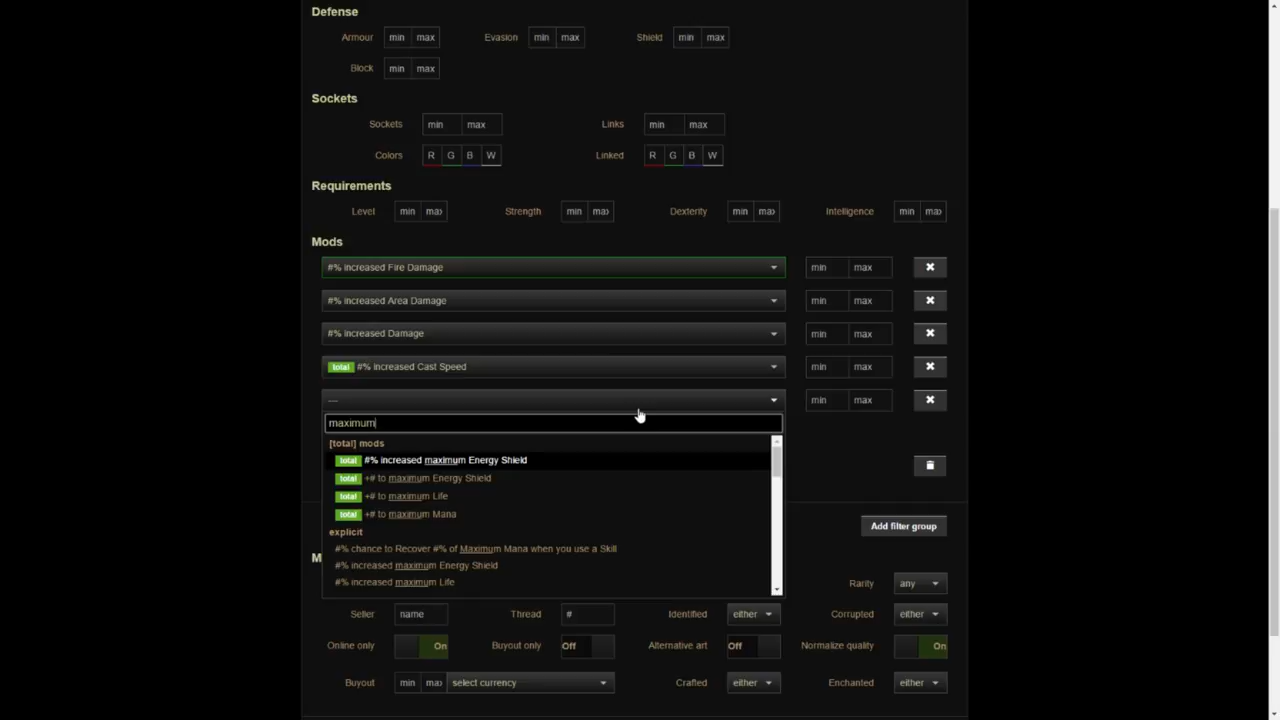 Defense
Armour min max Evasion min max Shield min max
Block min max
Sockets
Sockets min max Links min max
Colors R G B W Linked R G B W
Requirements
Level min max Strength min max Dexterity min max Intelligence min max
Mods
#% increased Fire Damage min max
#% increased Area Damage min max
#% increased Damage min max
total #% increased Cast Speed min max
--- min max
maximum
[total] mods
total #% increased maximum Energy Shield
total +# to maximum Energy Shield
total +# to maximum Life
total +# to maximum Mana
explicit
Add filter group
#% chance to Recover #% of Maximum Mana when you use a Skill
#% increased maximum Energy Shield
#% increased maximum Life
M
Rarity any
Seller name Thread # Identified either Corrupted either
Online only On Buyout only Off Alternative art Off Normalize quality On
Buyout min max select currency Crafted either Enchanted either